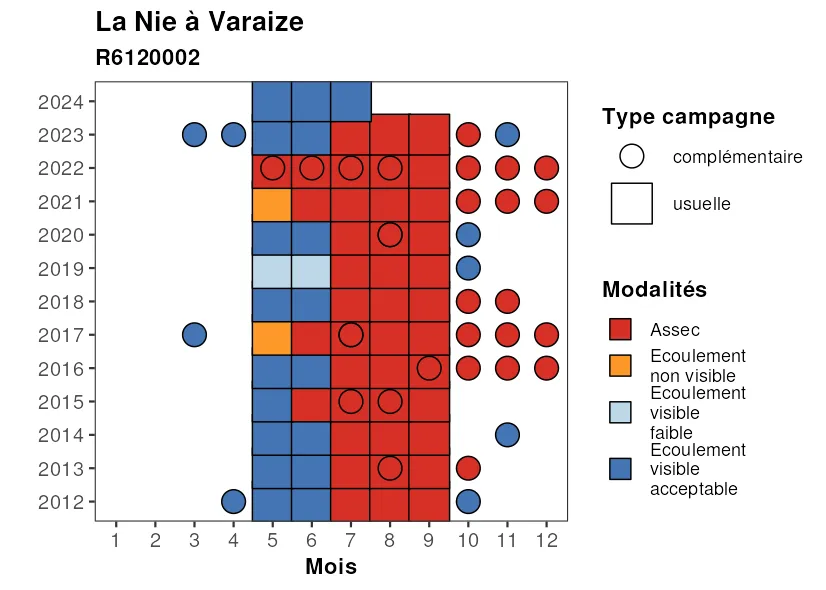 La Nie à Varaize
R6120002
2024
2023
2022
2021
2020
2019
2018
2017
2016
2015
2014
2013
2012
1 2 3 4 5 6 7 8 9 10 11 12
Mois
Type campagne
complémentaire
usuelle
Modalités
Assec
Ecoulement
non visible
Ecoulement
visible
faible
Ecoulement
visible
acceptable